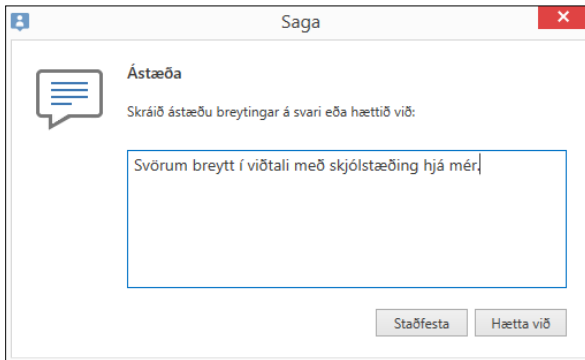 Saga
Ástæða
Skráið ástæðu breytingar á svari eða hættið við:
Svörum breytt í viðtali með skjólstæðing hjá mér.
Staðfesta
Hætta við